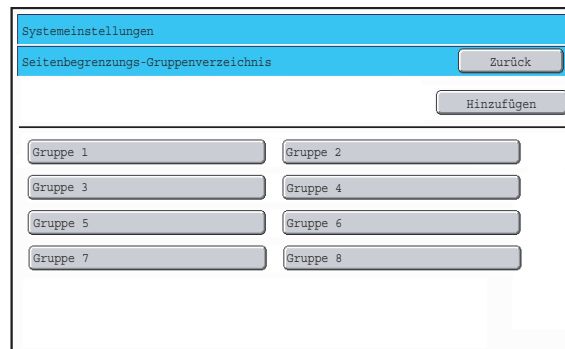 Systemeinstellungen
Seitenbegrenzungs-Gruppenverzeichnis Zurück
Hinzufügen
Gruppe 1 Gruppe 2
Gruppe 3 Gruppe 4
Gruppe 5 Gruppe 6
Gruppe 7 Gruppe 8